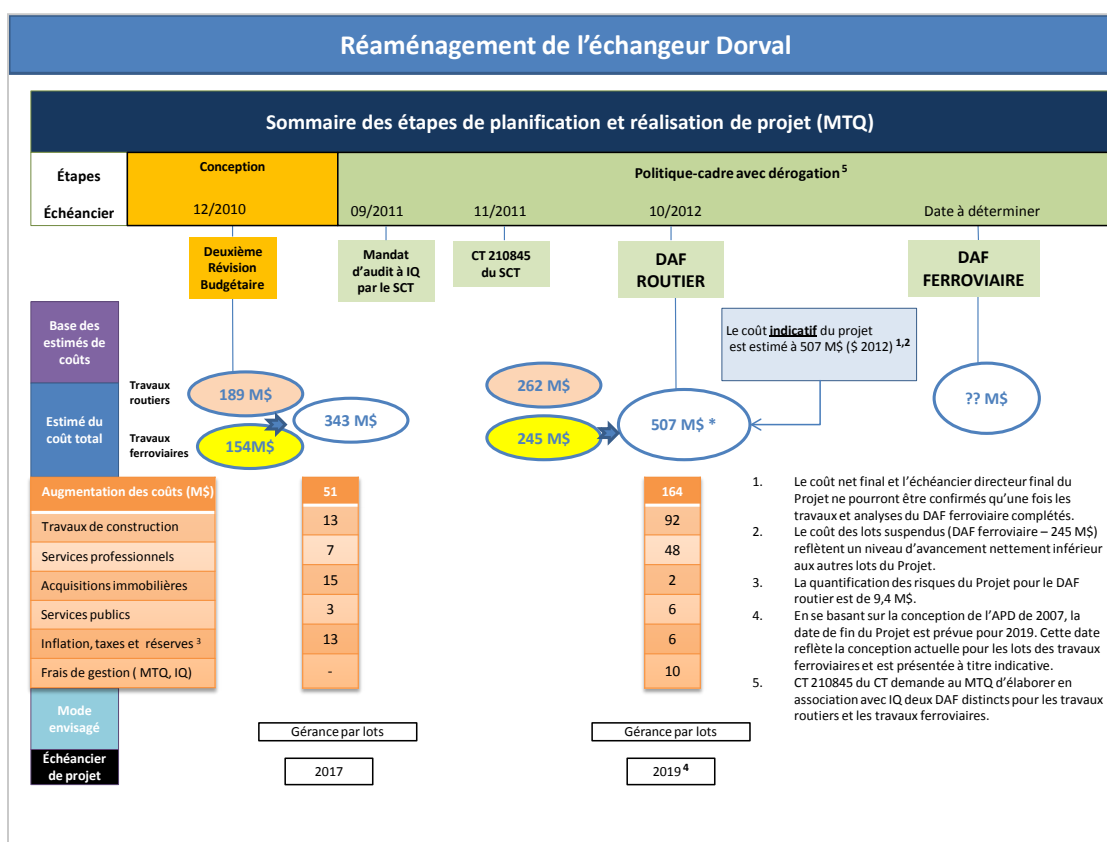 Réaménagement de l'échangeur Dorval
Sommaire des étapes de planification et réalisation de projet (MTQ)
Étapes
Conception
Politique-cadre avec dérogation 5
Échéancier
12/2010
09/2011
11/2011
10/2012
Date à déterminer
Deuxième
Révision
Budgétaire
Mandat
d'audit à IQ
par le SCT
CT 210845
du SCT
DAF
ROUTIER
DAF
FERROVIAIRE
Base des
estimés de
coûts
Le coût indicatif du projet
est estimé à 507 M$ ($ 2012) 1,2
Estimé du
coût total
Travaux
routiers
189 M$
Travaux
ferroviaires
154M$
343 M$
262 M$
245 M$
507 M$ *
?? M$
Augmentation des coûts (M$)
51
164
Travaux de construction
13
92
Services professionnels
7
48
Acquisitions immobilières
15
2
Services publics
3
6
Inflation, taxes et réserves 3
13
6
Frais de gestion ( MTQ, IQ)
-
10
1. Le coût net final et l'échéancier directeur final du
Projet ne pourront être confirmés qu'une fois les
travaux et analyses du DAF ferroviaire complétés.
2. Le coût des lots suspendus (DAF ferroviaire – 245 M$)
reflètent un niveau d'avancement nettement inférieur
aux autres lots du Projet.
3. La quantification des risques du Projet pour le DAF
routier est de 9,4 M$.
4. En se basant sur la conception de l'APD de 2007, la
date de fin du Projet est prévue pour 2019. Cette date
reflète la conception actuelle pour les lots des travaux
ferroviaires et est présentée à titre indicative.
5. CT 210845 du CT demande au MTQ d'élaborer en
association avec IQ deux DAF distincts pour les travaux
routiers et les travaux ferroviaires.
Mode
envisagé
Gérance par lots
Gérance par lots
Échéancier
de projet
2017
2019 4